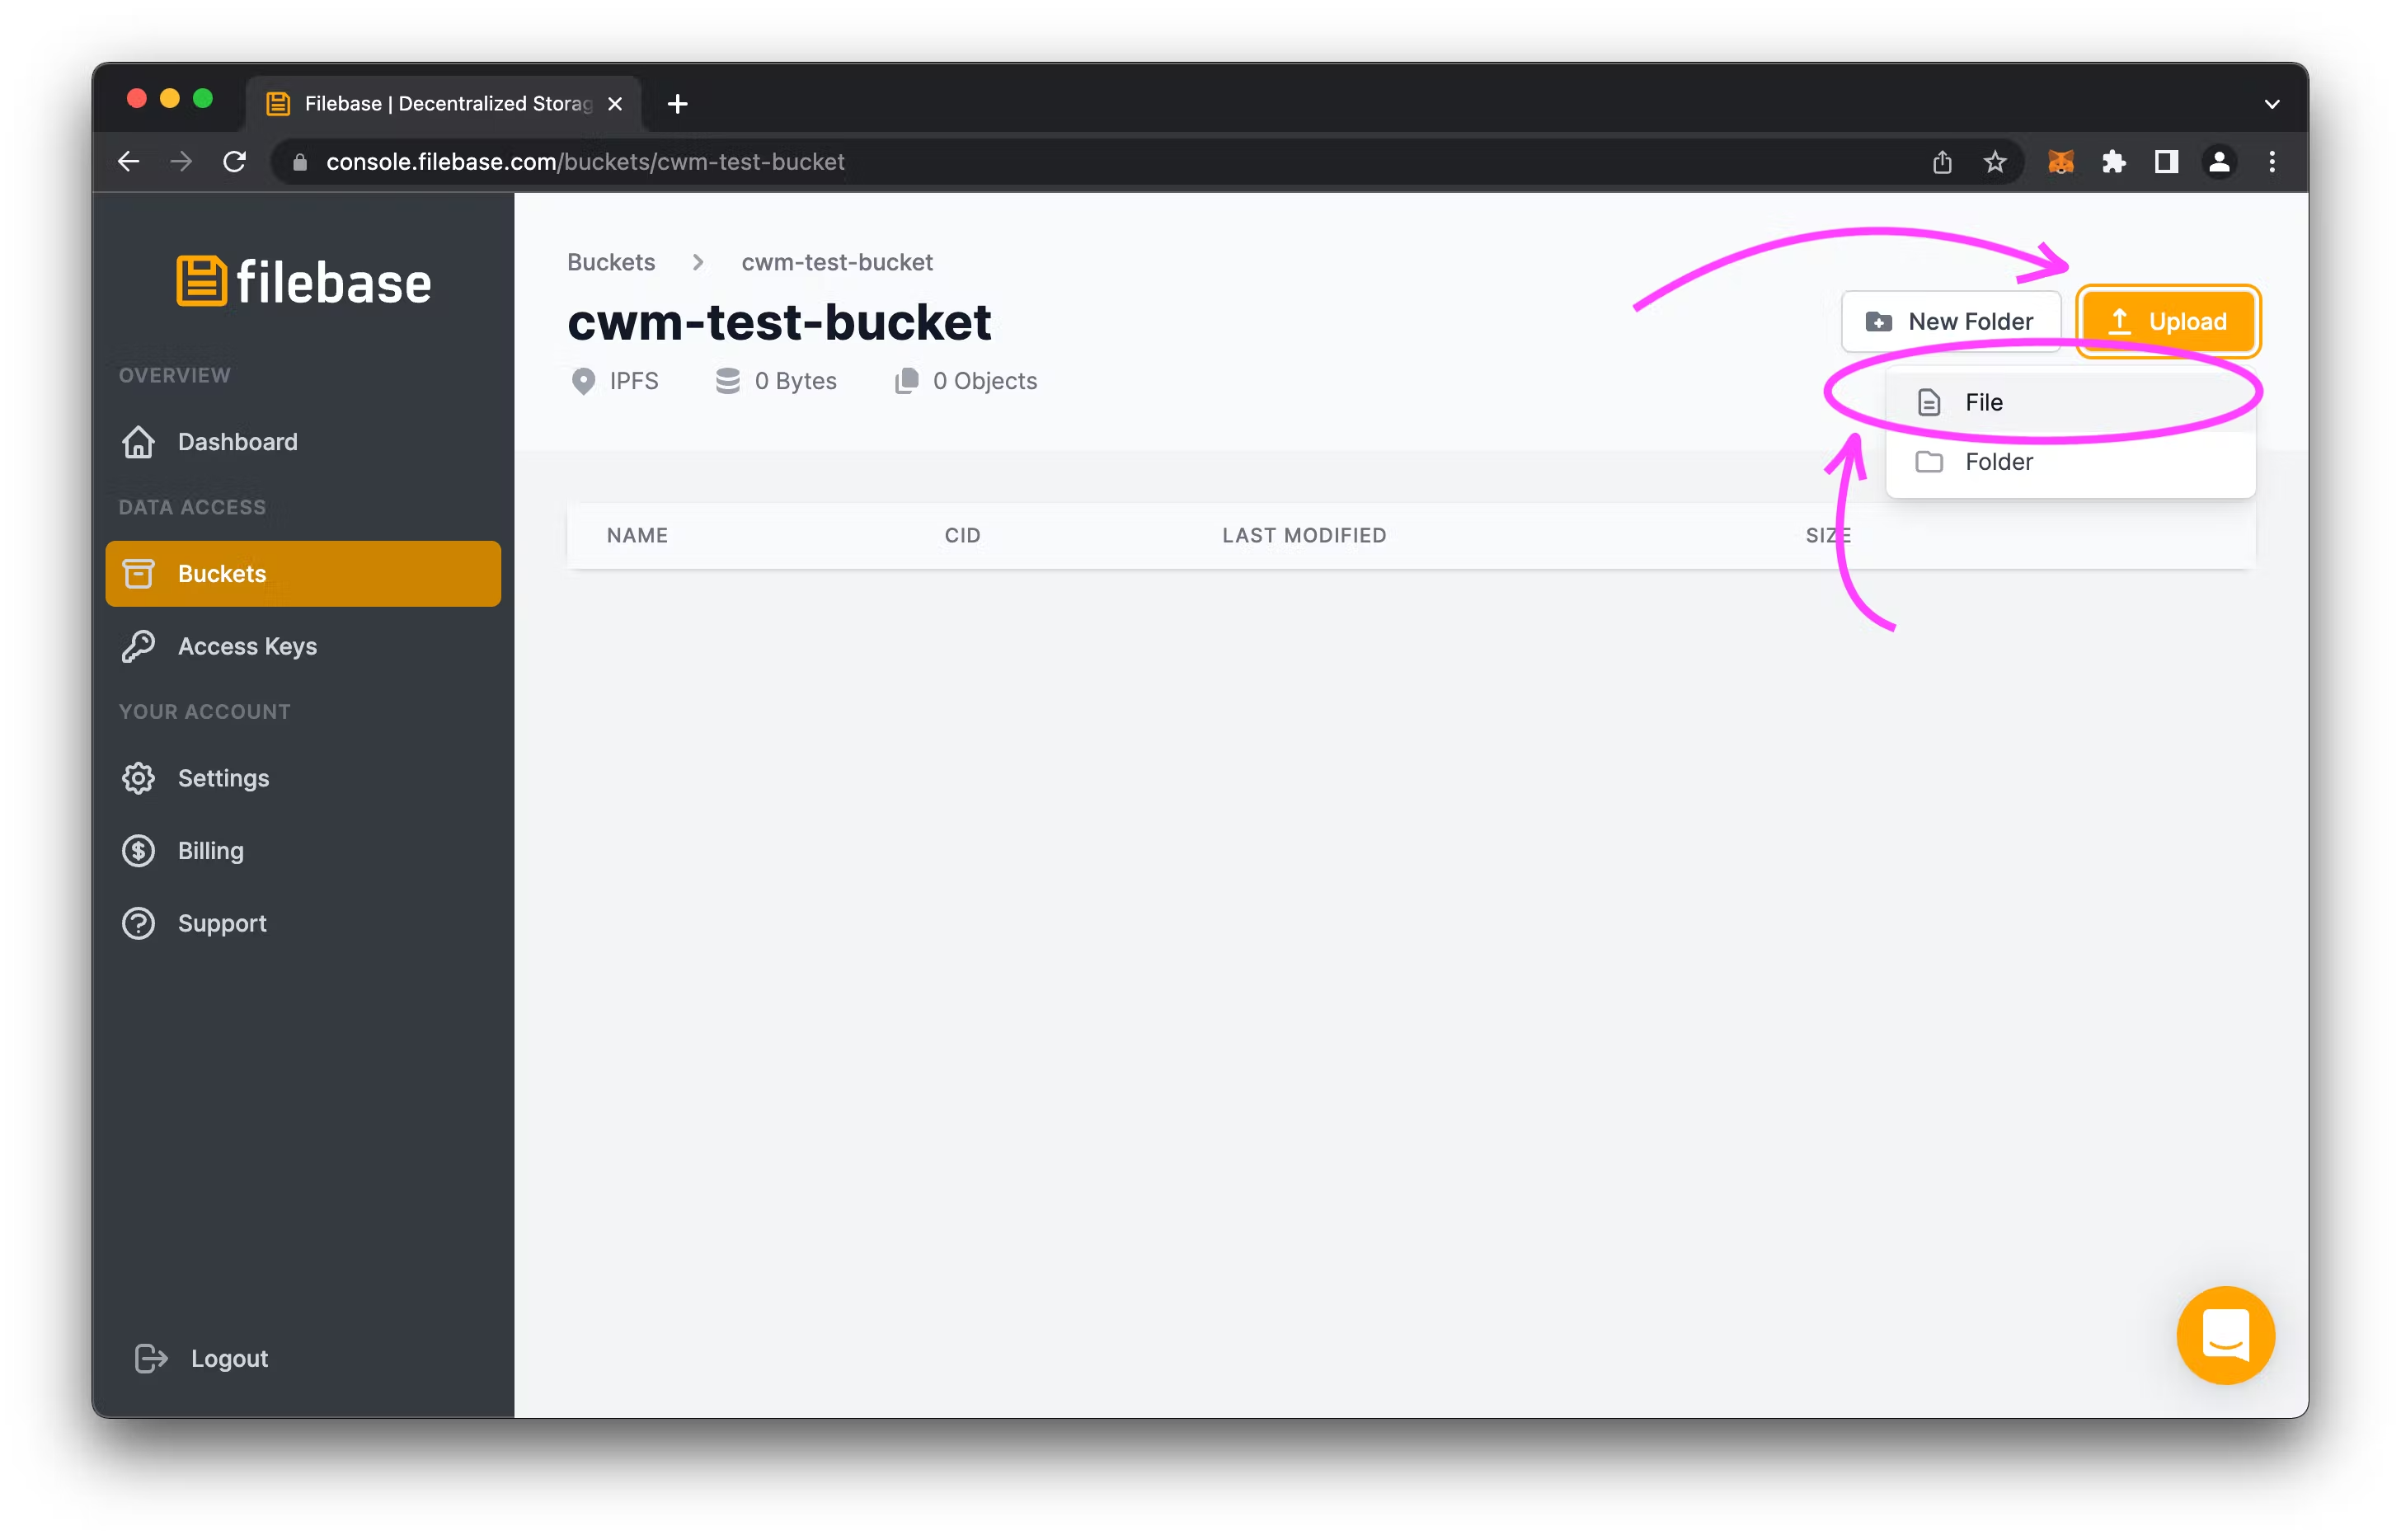 Filebase | Decentralized Storag
console.filebase.com/buckets/cwm-test-bucket
filebase
OVERVIEW
Dashboard
DATA ACCESS
Buckets
Access Keys
YOUR ACCOUNT
Settings
Billing
Support
Logout
Buckets > cwm-test-bucket
cwm-test-bucket
IPFS 0 Bytes 0 Objects
New Folder Upload
File
Folder
NAME CID LAST MODIFIED SIZE